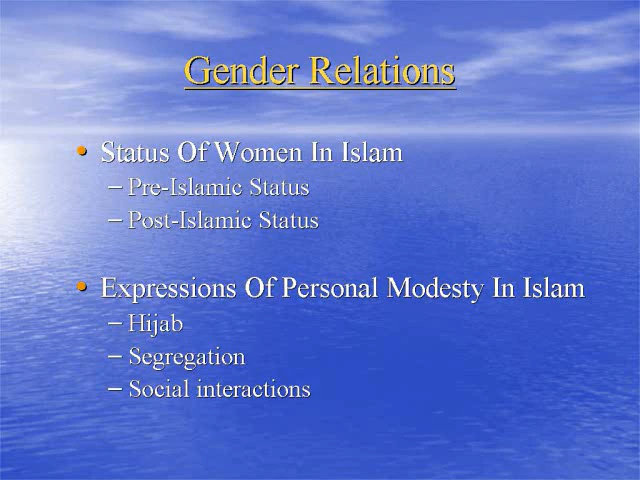 Gender Relations
• Status Of Women In Islam
– Pre-Islamic Status
– Post-Islamic Status
• Expressions Of Personal Modesty In Islam
– Hijab
– Segregation
– Social interactions